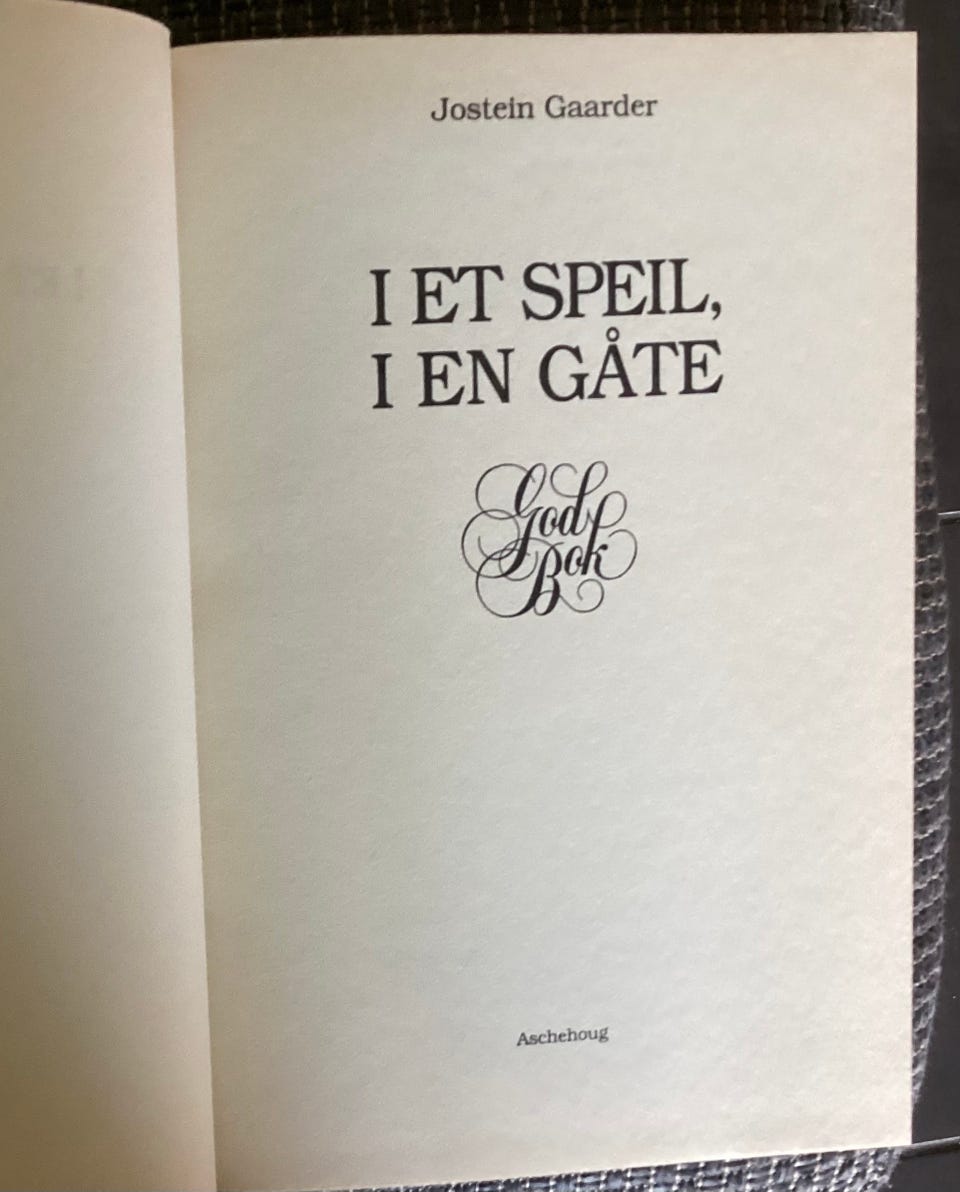 Jostein Gaarder
I ET SPEIL,
I EN GÅTE
God
Bok
Aschehoug